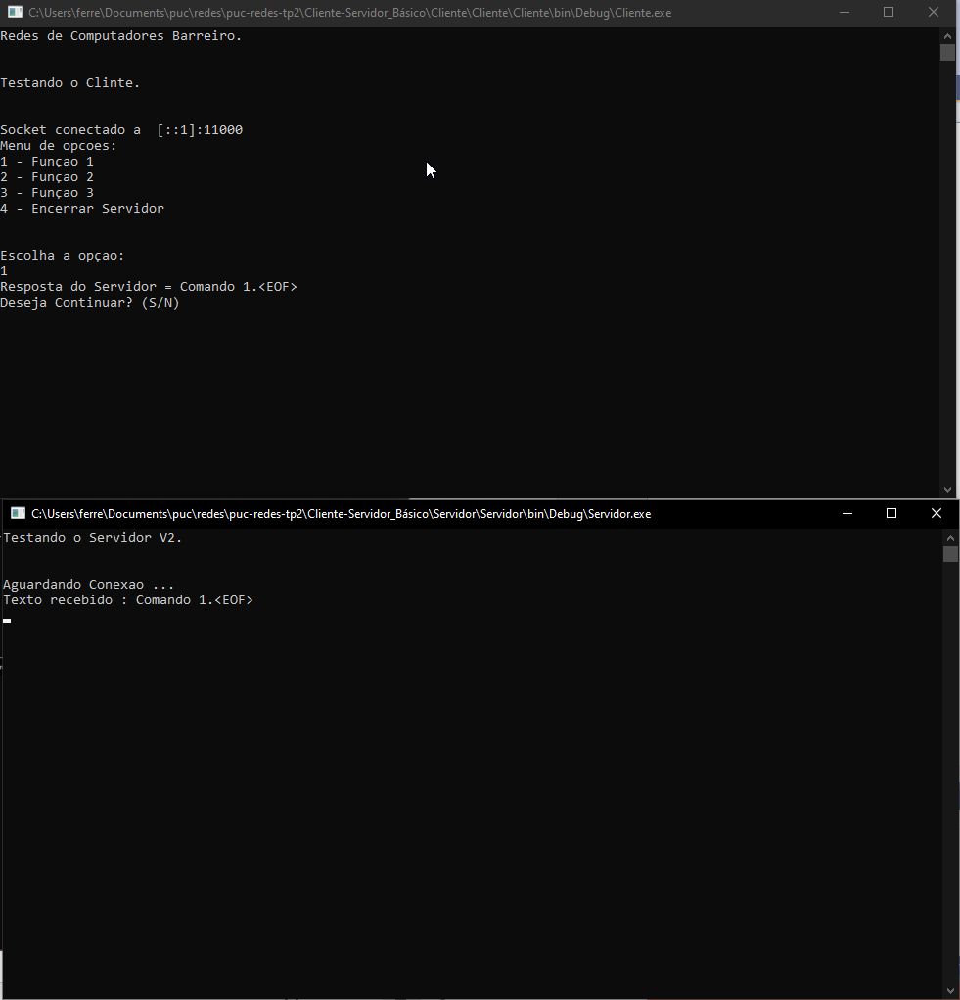 C:\Users\ferre\Documents\puc\redes\puc-redes-tp2\Cliente-Servidor_Básico\Cliente\Cliente\Cliente\bin\Debug\Cliente.exe
Redes de Computadores Barreiro.
Testando o Clinte.
Socket conectado a  [::1]:11000
Menu de opcoes:
1 - Funçao 1
2 - Funçao 2
3 - Funçao 3
4 - Encerrar Servidor
Escolha a opçao:
1
Resposta do Servidor = Comando 1.<EOF>
Deseja Continuar? (S/N)
C:\Users\ferre\Documents\puc\redes\puc-redes-tp2\Cliente-Servidor_Básico\Servidor\Servidor\bin\Debug\Servidor.exe
Testando o Servidor V2.
Aguardando Conexao ...
Texto recebido : Comando 1.<EOF>